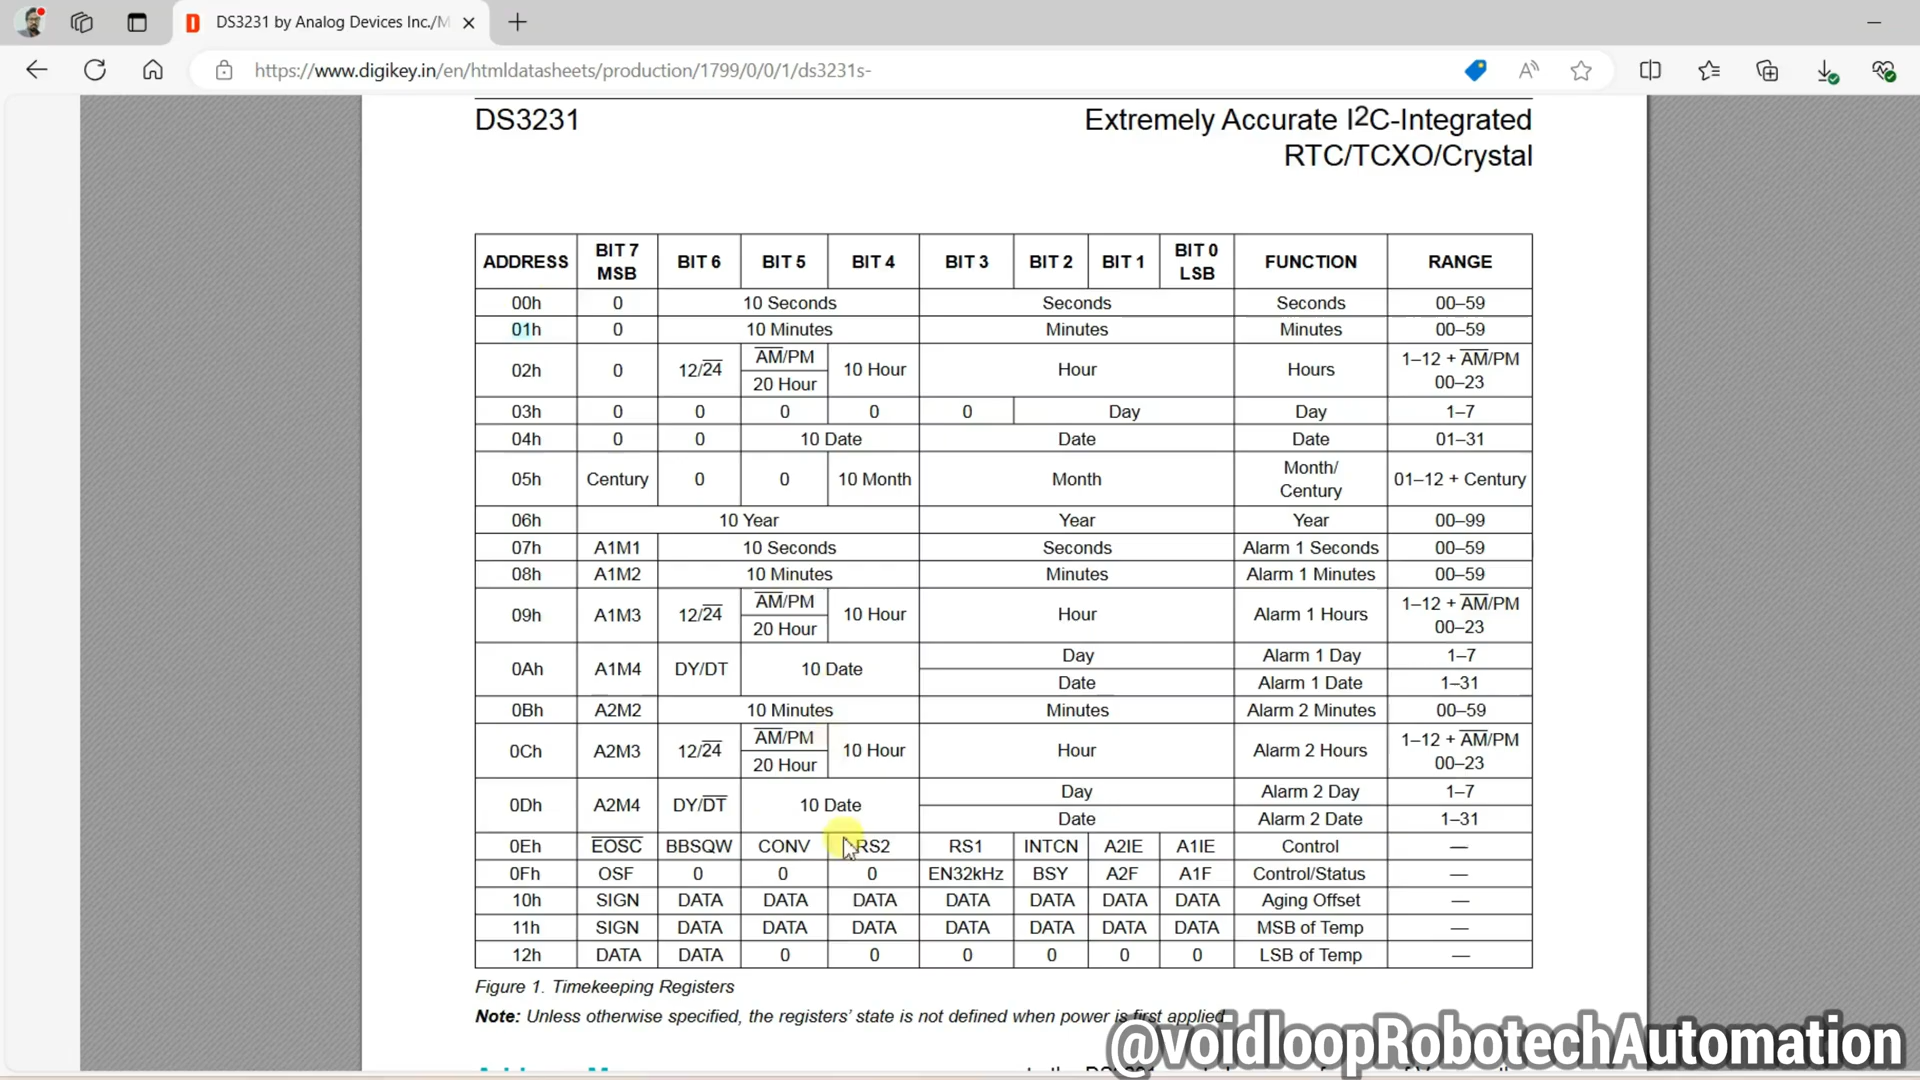 DS3231 by Analog Devices Inc./M
https://www.digikey.in/en/htmldatasheets/production/1799/0/0/1/ds3231s-
DS3231 Extremely Accurate I2C-Integrated
RTC/TCXO/Crystal
ADDRESS BIT 7 MSB BIT 6 BIT 5 BIT 4 BIT 3 BIT 2 BIT 1 BIT 0 LSB FUNCTION RANGE
00h 0 10 Seconds Seconds Seconds 00–59
01h 0 10 Minutes Minutes Minutes 00–59
02h 0 12/24 AM/PM 20 Hour 10 Hour Hour Hours 1–12 + AM/PM 00–23
03h 0 0 0 0 0 Day Day 1–7
04h 0 0 10 Date Date Date 01–31
05h Century 0 0 10 Month Month Month/ Century 01–12 + Century
06h 10 Year Year Year 00–99
07h A1M1 10 Seconds Seconds Alarm 1 Seconds 00–59
08h A1M2 10 Minutes Minutes Alarm 1 Minutes 00–59
09h A1M3 12/24 AM/PM 20 Hour 10 Hour Hour Alarm 1 Hours 1–12 + AM/PM 00–23
0Ah A1M4 DY/DT 10 Date Day Alarm 1 Day 1–7
Date Alarm 1 Date 1–31
0Bh A2M2 10 Minutes Minutes Alarm 2 Minutes 00–59
0Ch A2M3 12/24 AM/PM 20 Hour 10 Hour Hour Alarm 2 Hours 1–12 + AM/PM 00–23
0Dh A2M4 DY/DT 10 Date Day Alarm 2 Day 1–7
Date Alarm 2 Date 1–31
0Eh EOSC BBSQW CONV RS2 RS1 INTCN A2IE A1IE Control —
0Fh OSF 0 0 0 EN32kHz BSY A2F A1F Control/Status —
10h SIGN DATA DATA DATA DATA DATA DATA DATA Aging Offset —
11h SIGN DATA DATA DATA DATA DATA DATA DATA MSB of Temp —
12h DATA DATA 0 0 0 0 0 0 LSB of Temp —
Figure 1. Timekeeping Registers
Note: Unless otherwise specified, the registers' state is not defined when power is first applied
@voidloopRobotechAutomation